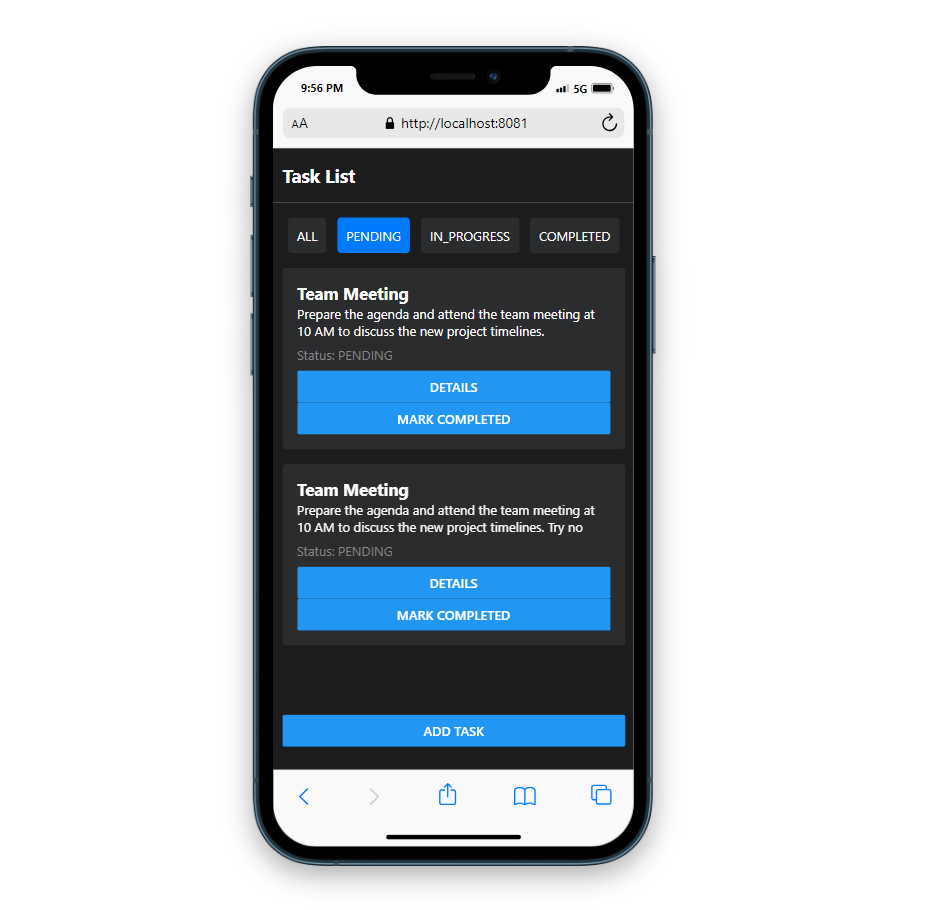 9:56 PM
5G
AA
http://localhost:8081
Task List
ALL
PENDING
IN_PROGRESS
COMPLETED
Team Meeting
Prepare the agenda and attend the team meeting at
10 AM to discuss the new project timelines.
Status: PENDING
DETAILS
MARK COMPLETED
Team Meeting
Prepare the agenda and attend the team meeting at
10 AM to discuss the new project timelines. Try no
Status: PENDING
DETAILS
MARK COMPLETED
ADD TASK